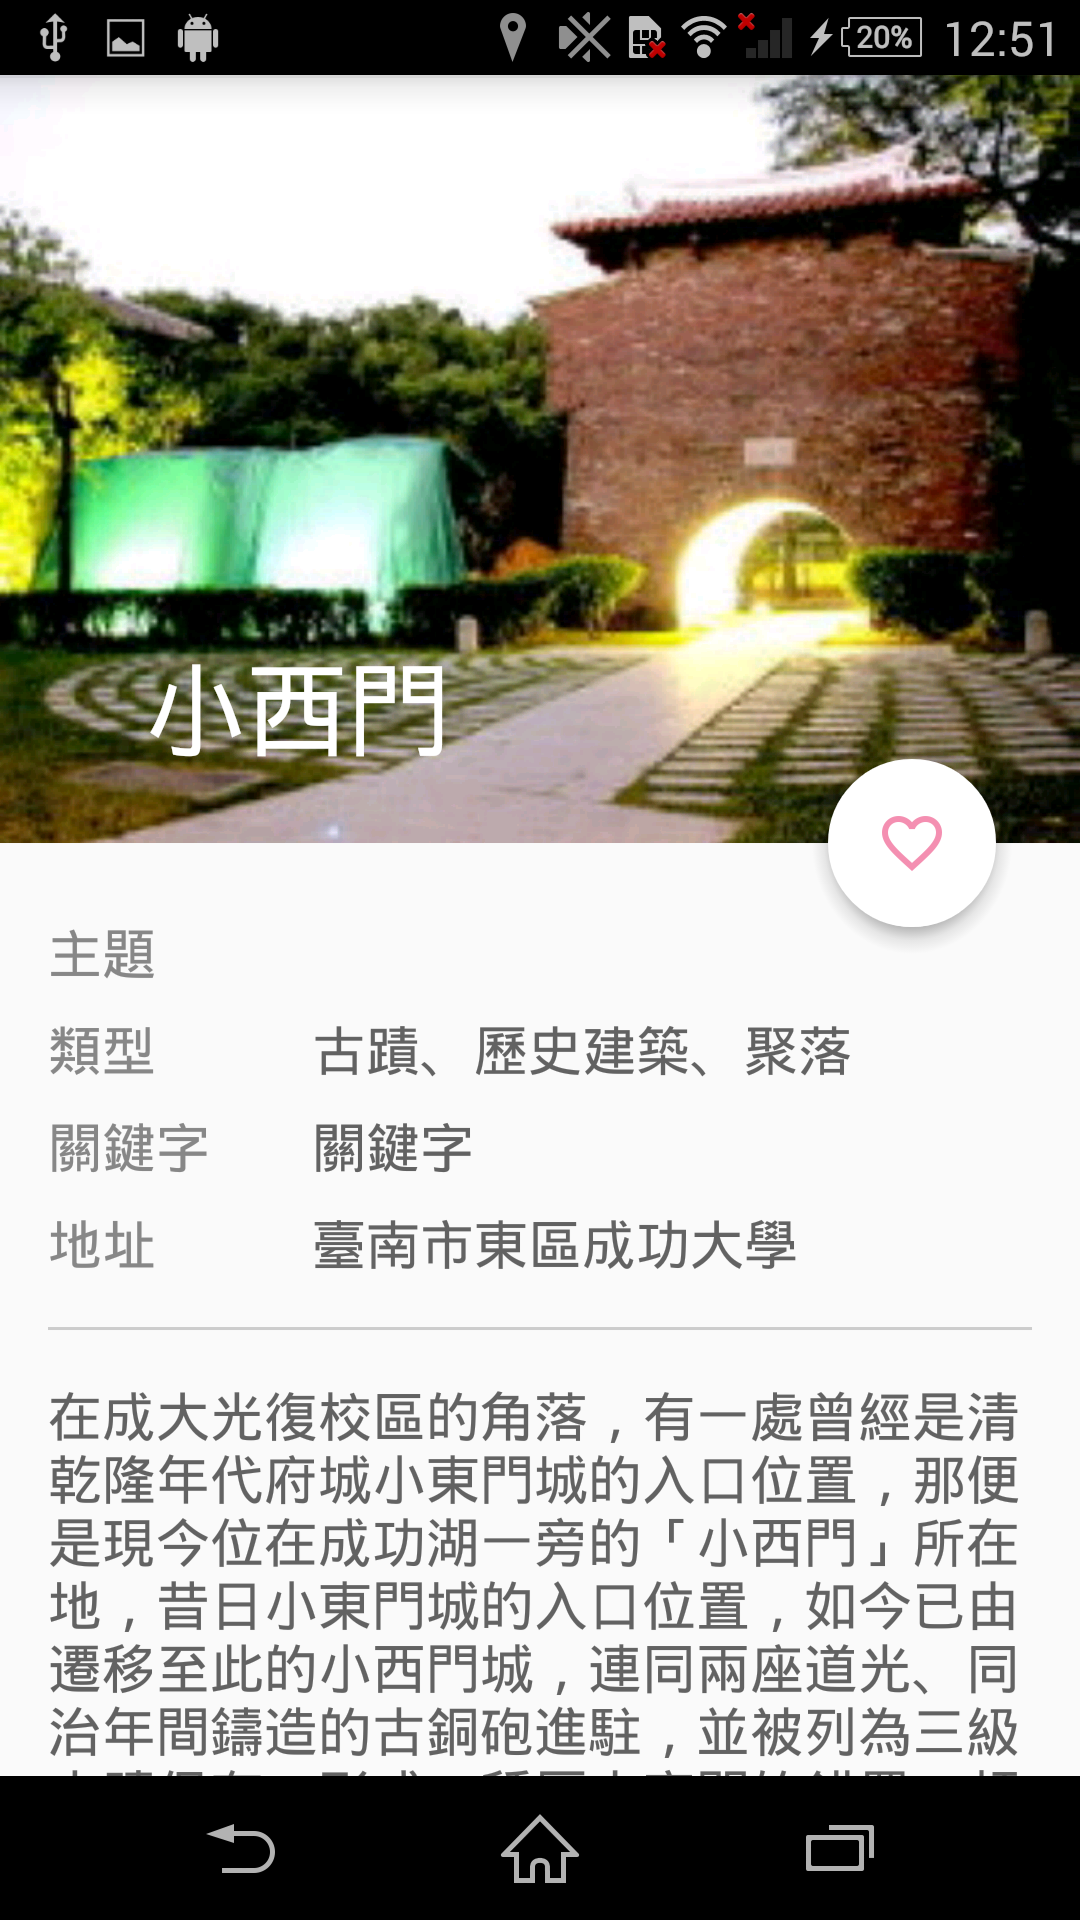 20%
12:51
小西門
主題
類型 古蹟、歷史建築、聚落
關鍵字 關鍵字
地址 臺南市東區成功大學
在成大光復校區的角落，有一處曾經是清
乾隆年代府城小東門城的入口位置，那便
是現今位在成功湖一旁的「小西門」所在
地，昔日小東門城的入口位置，如今已由
遷移至此的小西門城，連同兩座道光、同
治年間鑄造的古銅砲進駐，並被列為三級